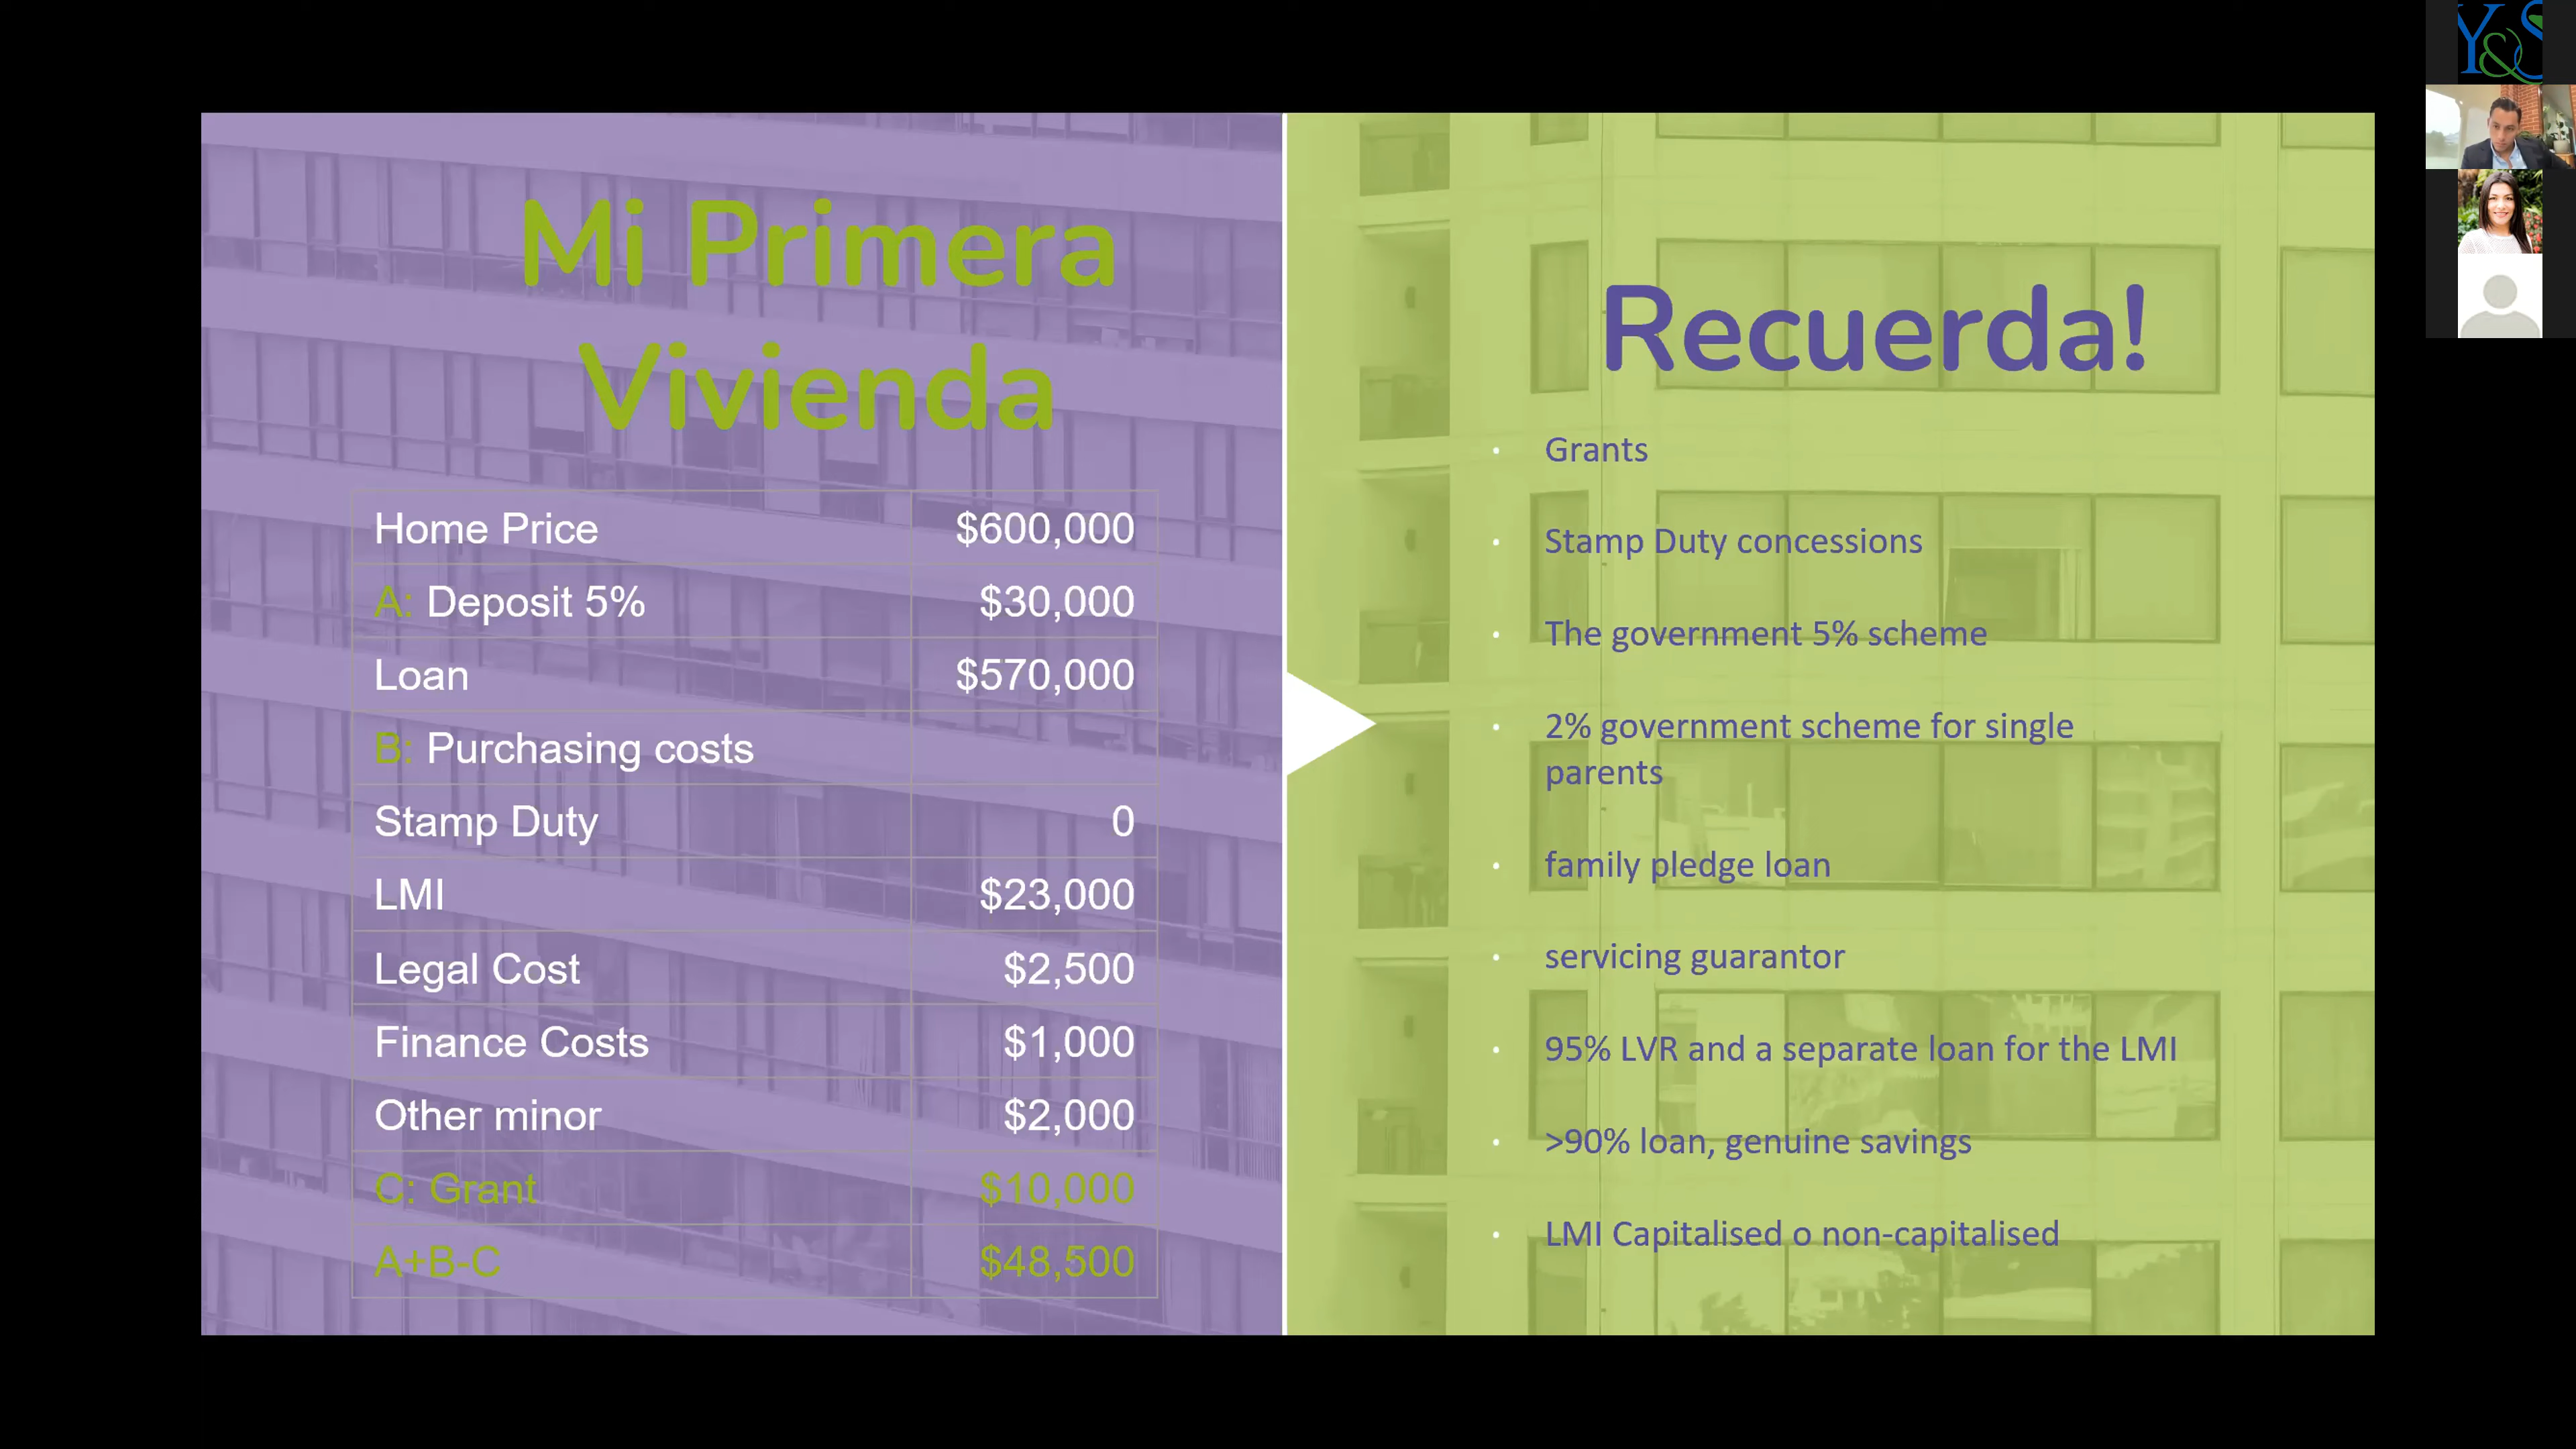 Y&S
Mi Primera
Vivienda
Home Price $600,000
A: Deposit 5% $30,000
Loan $570,000
B: Purchasing costs
Stamp Duty 0
LMI $23,000
Legal Cost $2,500
Finance Costs $1,000
Other minor $2,000
C: Grant $10,000
A+B-C $48,500
Recuerda!
Grants
Stamp Duty concessions
The government 5% scheme
2% government scheme for single
parents
family pledge loan
servicing guarantor
95% LVR and a separate loan for the LMI
>90% loan, genuine savings
LMI Capitalised o non-capitalised